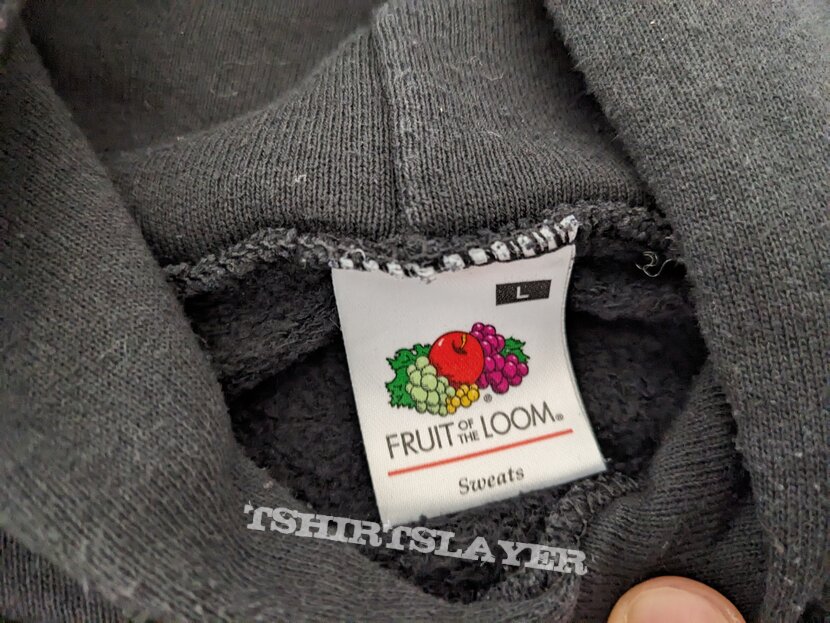 L
®
FRUIT OF THE LOOM®
Sweats
TSHIRTSLAYER